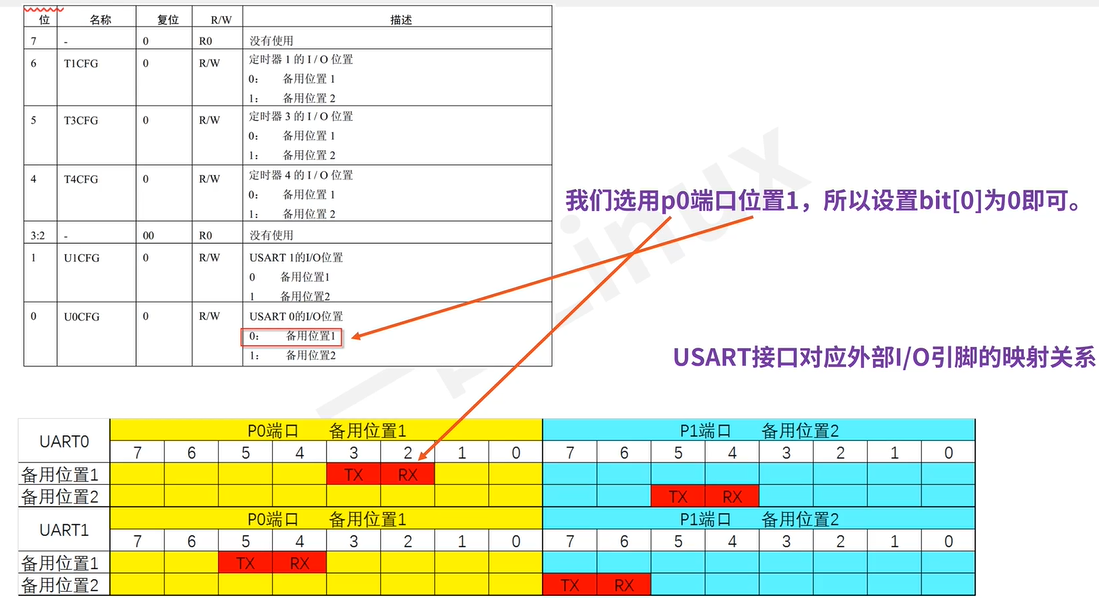 位 名称 复位 R/W 描述
7 - 0 R0 没有使用
6 T1CFG 0 R/W 定时器 1 的 I / O 位置
0: 备用位置 1
1: 备用位置 2
5 T3CFG 0 R/W 定时器 3 的 I / O 位置
0: 备用位置 1
1: 备用位置 2
4 T4CFG 0 R/W 定时器 4 的 I / O 位置
0: 备用位置 1
1: 备用位置 2
3:2 - 00 R0 没有使用
1 U1CFG 0 R/W USART 1的I/O位置
0 备用位置1
1 备用位置2
0 U0CFG 0 R/W USART 0的I/O位置
0: 备用位置1
1: 备用位置2
我们选用p0端口位置1，所以设置bit[0]为0即可。
USART接口对应外部I/O引脚的映射关系
UART0 P0端口 备用位置1 P1端口 备用位置2
7 6 5 4 3 2 1 0 7 6 5 4 3 2 1 0
备用位置1 TX RX
备用位置2 TX RX
UART1 P0端口 备用位置1 P1端口 备用位置2
7 6 5 4 3 2 1 0 7 6 5 4 3 2 1 0
备用位置1 TX RX
备用位置2 TX RX